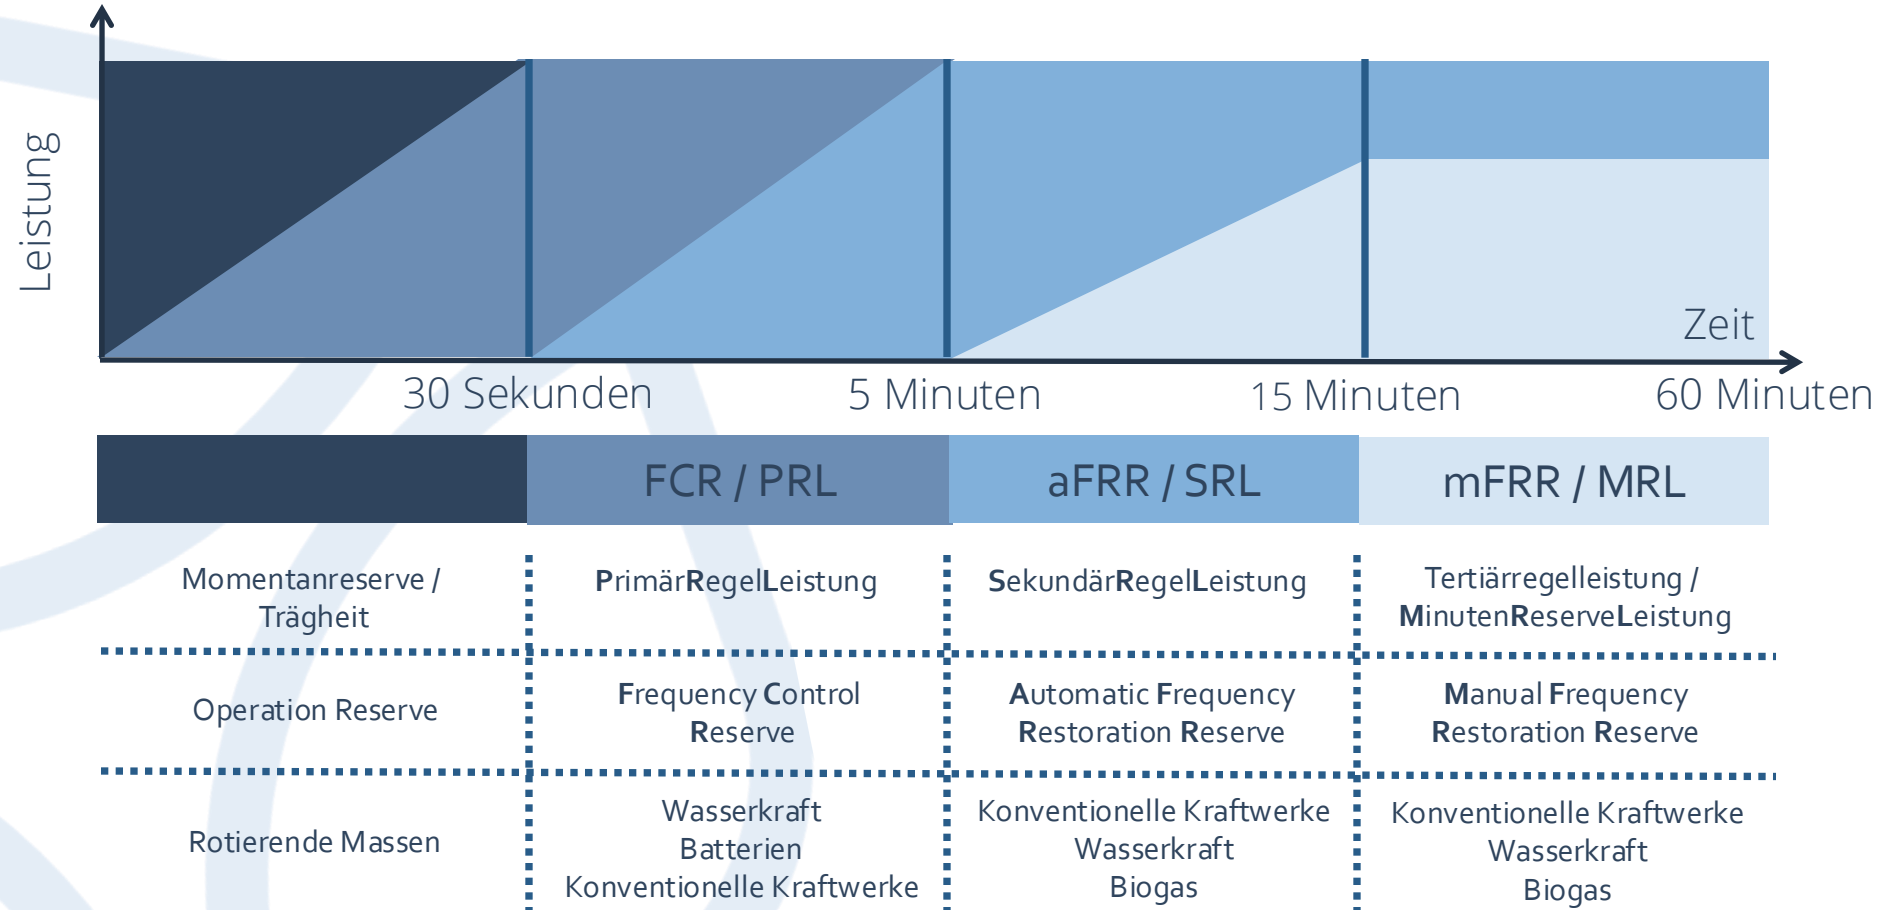 Leistung
Zeit
30 Sekunden
5 Minuten
15 Minuten
60 Minuten
FCR / PRL
aFRR / SRL
mFRR / MRL
Momentanreserve /
Trägheit
PrimärRegelLeistung
SekundärRegelLeistung
Tertiärregelleistung /
MinutenReserveLeistung
Operation Reserve
Frequency Control
Reserve
Automatic Frequency
Restoration Reserve
Manual Frequency
Restoration Reserve
Rotierende Massen
Wasserkraft
Batterien
Konventionelle Kraftwerke
Konventionelle Kraftwerke
Wasserkraft
Biogas
Konventionelle Kraftwerke
Wasserkraft
Biogas